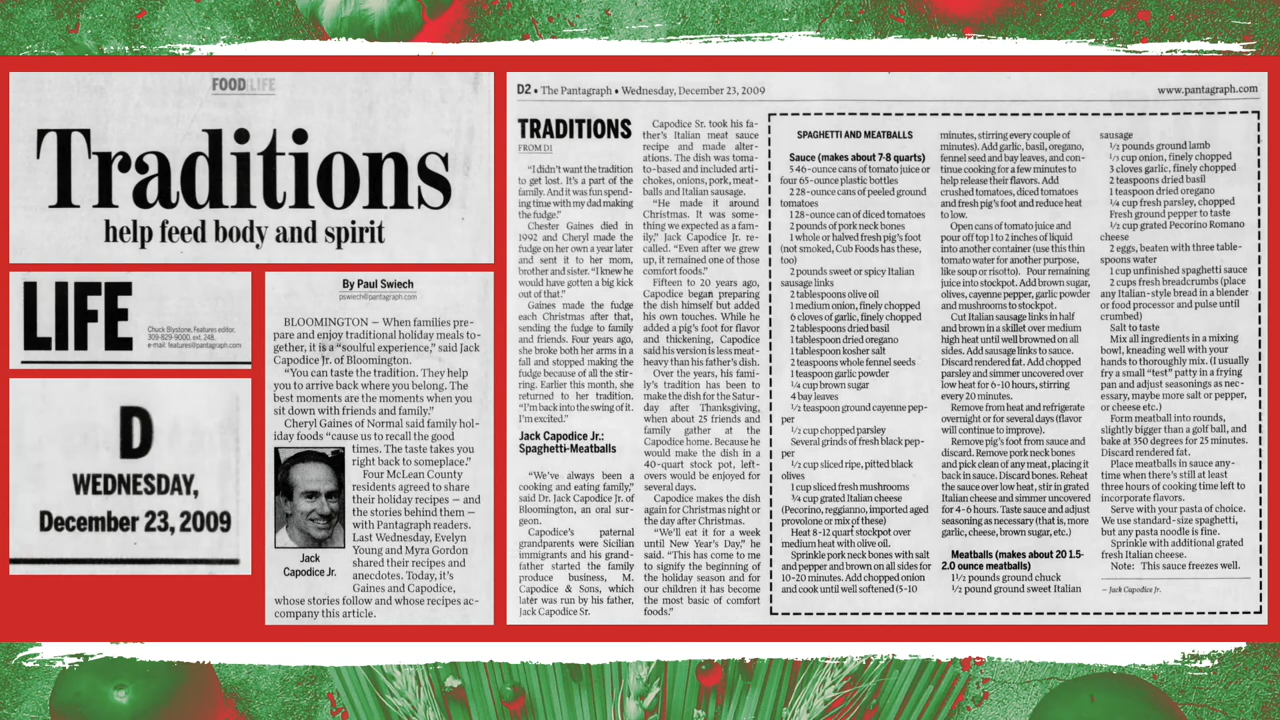 FOOD|LIFE
Traditions
help feed body and spirit
LIFE
Chuck Blystone, Features editor,
309-829-9000, ext. 248,
e-mail: features@pantagraph.com
D
WEDNESDAY,
December 23, 2009
By Paul Swiech
pswiech@pantagraph.com
BLOOMINGTON — When families pre-
pare and enjoy traditional holiday meals to-
gether, it is a "soulful experience," said Jack
Capodice Jr. of Bloomington.
"You can taste the tradition. They help
you to arrive back where you belong. The
best moments are the moments when you
sit down with friends and family."
Cheryl Gaines of Normal said family hol-
iday foods "cause us to recall the good
times. The taste takes you
right back to someplace."
Four McLean County
residents agreed to share
their holiday recipes — and
the stories behind them —
with Pantagraph readers.
Last Wednesday, Evelyn
Young and Myra Gordon
shared their recipes and
anecdotes. Today, it's
Gaines and Capodice,
whose stories follow and whose recipes ac-
company this article.
Jack
Capodice Jr.
D2 • The Pantagraph • Wednesday, December 23, 2009
www.pantagraph.com
TRADITIONS
FROM D1
"I didn't want the tradition
to get lost. It's a part of the
family. And it was fun spend-
ing time with my dad making
the fudge."
Chester Gaines died in
1992 and Cheryl made the
fudge on her own a year later
and sent it to her mom,
brother and sister. "I knew he
would have gotten a big kick
out of that."
Gaines made the fudge
each Christmas after that,
sending the fudge to family
and friends. Four years ago,
she broke both her arms in a
fall and stopped making the
fudge because of all the stir-
ring. Earlier this month, she
returned to her tradition.
"I'm back into the swing of it.
I'm excited."
Jack Capodice Jr.:
Spaghetti-Meatballs
"We've always been a
cooking and eating family,"
said Dr. Jack Capodice Jr. of
Bloomington, an oral sur-
geon.
Capodice's paternal
grandparents were Sicilian
immigrants and his grand-
father started the family
produce business, M.
Capodice & Sons, which
later was run by his father,
Jack Capodice Sr.
Capodice Sr. took his fa-
ther's Italian meat sauce
recipe and made alter-
ations. The dish was toma-
to-based and included arti-
chokes, onions, pork, meat-
balls and Italian sausage.
"He made it around
Christmas. It was some-
thing we expected as a fam-
ily," Jack Capodice Jr. re-
called. "Even after we grew
up, it remained one of those
comfort foods."
Fifteen to 20 years ago,
Capodice began preparing
the dish himself but added
his own touches. While he
added a pig's foot for flavor
and thickening, Capodice
said his version is less meat-
heavy than his father's dish.
Over the years, his fami-
ly's tradition has been to
make the dish for the Satur-
day after Thanksgiving,
when about 25 friends and
family gather at the
Capodice home. Because he
would make the dish in a
40-quart stock pot, left-
overs would be enjoyed for
several days.
Capodice makes the dish
again for Christmas night or
the day after Christmas.
"We'll eat it for a week
until New Year's Day," he
said. "This has come to me
to signify the beginning of
the holiday season and for
our children it has become
the most basic of comfort
foods."
SPAGHETTI AND MEATBALLS
Sauce (makes about 7-8 quarts)
5 46-ounce cans of tomato juice or
four 65-ounce plastic bottles
2 28-ounce cans of peeled ground
tomatoes
1 28-ounce can of diced tomatoes
2 pounds of pork neck bones
1 whole or halved fresh pig's foot
(not smoked, Cub Foods has these,
too)
2 pounds sweet or spicy Italian
sausage links
2 tablespoons olive oil
1 medium onion, finely chopped
6 cloves of garlic, finely chopped
2 tablespoons dried basil
1 tablespoon dried oregano
1 tablespoon kosher salt
2 teaspoons whole fennel seeds
1 teaspoon garlic powder
¼ cup brown sugar
4 bay leaves
½ teaspoon ground cayenne pep-
per
½ cup chopped parsley
Several grinds of fresh black pep-
per
½ cup sliced ripe, pitted black
olives
1 cup sliced fresh mushrooms
¾ cup grated Italian cheese
(Pecorino, reggianno, imported aged
provolone or mix of these)
Heat 8-12 quart stockpot over
medium heat with olive oil.
Sprinkle pork neck bones with salt
and pepper and brown on all sides for
10-20 minutes. Add chopped onion
and cook until well softened (5-10
minutes, stirring every couple of
minutes). Add garlic, basil, oregano,
fennel seed and bay leaves, and con-
tinue cooking for a few minutes to
help release their flavors. Add
crushed tomatoes, diced tomatoes
and fresh pig's foot and reduce heat
to low.
Open cans of tomato juice and
pour off top 1 to 2 inches of liquid
into another container (use this thin
tomato water for another purpose,
like soup or risotto). Pour remaining
juice into stockpot. Add brown sugar,
olives, cayenne pepper, garlic powder
and mushrooms to stockpot.
Cut Italian sausage links in half
and brown in a skillet over medium
high heat until well browned on all
sides. Add sausage links to sauce.
Discard rendered fat. Add chopped
parsley and simmer uncovered over
low heat for 6-10 hours, stirring
every 20 minutes.
Remove from heat and refrigerate
overnight or for several days (flavor
will continue to improve).
Remove pig's foot from sauce and
discard. Remove pork neck bones
and pick clean of any meat, placing it
back in sauce. Discard bones. Reheat
the sauce over low heat, stir in grated
Italian cheese and simmer uncovered
for 4-6 hours. Taste sauce and adjust
seasoning as necessary (that is, more
garlic, cheese, brown sugar, etc.)
Meatballs (makes about 20 1.5-
2.0 ounce meatballs)
1½ pounds ground chuck
½ pound ground sweet Italian
sausage
½ pounds ground lamb
⅓ cup onion, finely chopped
3 cloves garlic, finely chopped
2 teaspoons dried basil
1 teaspoon dried oregano
¼ cup fresh parsley, chopped
Fresh ground pepper to taste
½ cup grated Pecorino Romano
cheese
2 eggs, beaten with three table-
spoons water
1 cup unfinished spaghetti sauce
2 cups fresh breadcrumbs (place
any Italian-style bread in a blender
or food processor and pulse until
crumbed)
Salt to taste
Mix all ingredients in a mixing
bowl, kneading well with your
hands to thoroughly mix. (I usually
fry a small "test" patty in a frying
pan and adjust seasonings as nec-
essary, maybe more salt or pepper,
or cheese etc.)
Form meatball into rounds,
slightly bigger than a golf ball, and
bake at 350 degrees for 25 minutes.
Discard rendered fat.
Place meatballs in sauce any-
time when there's still at least
three hours of cooking time left to
incorporate flavors.
Serve with your pasta of choice.
We use standard-size spaghetti,
but any pasta noodle is fine.
Sprinkle with additional grated
fresh Italian cheese.
Note: This sauce freezes well.
— Jack Capodice Jr.